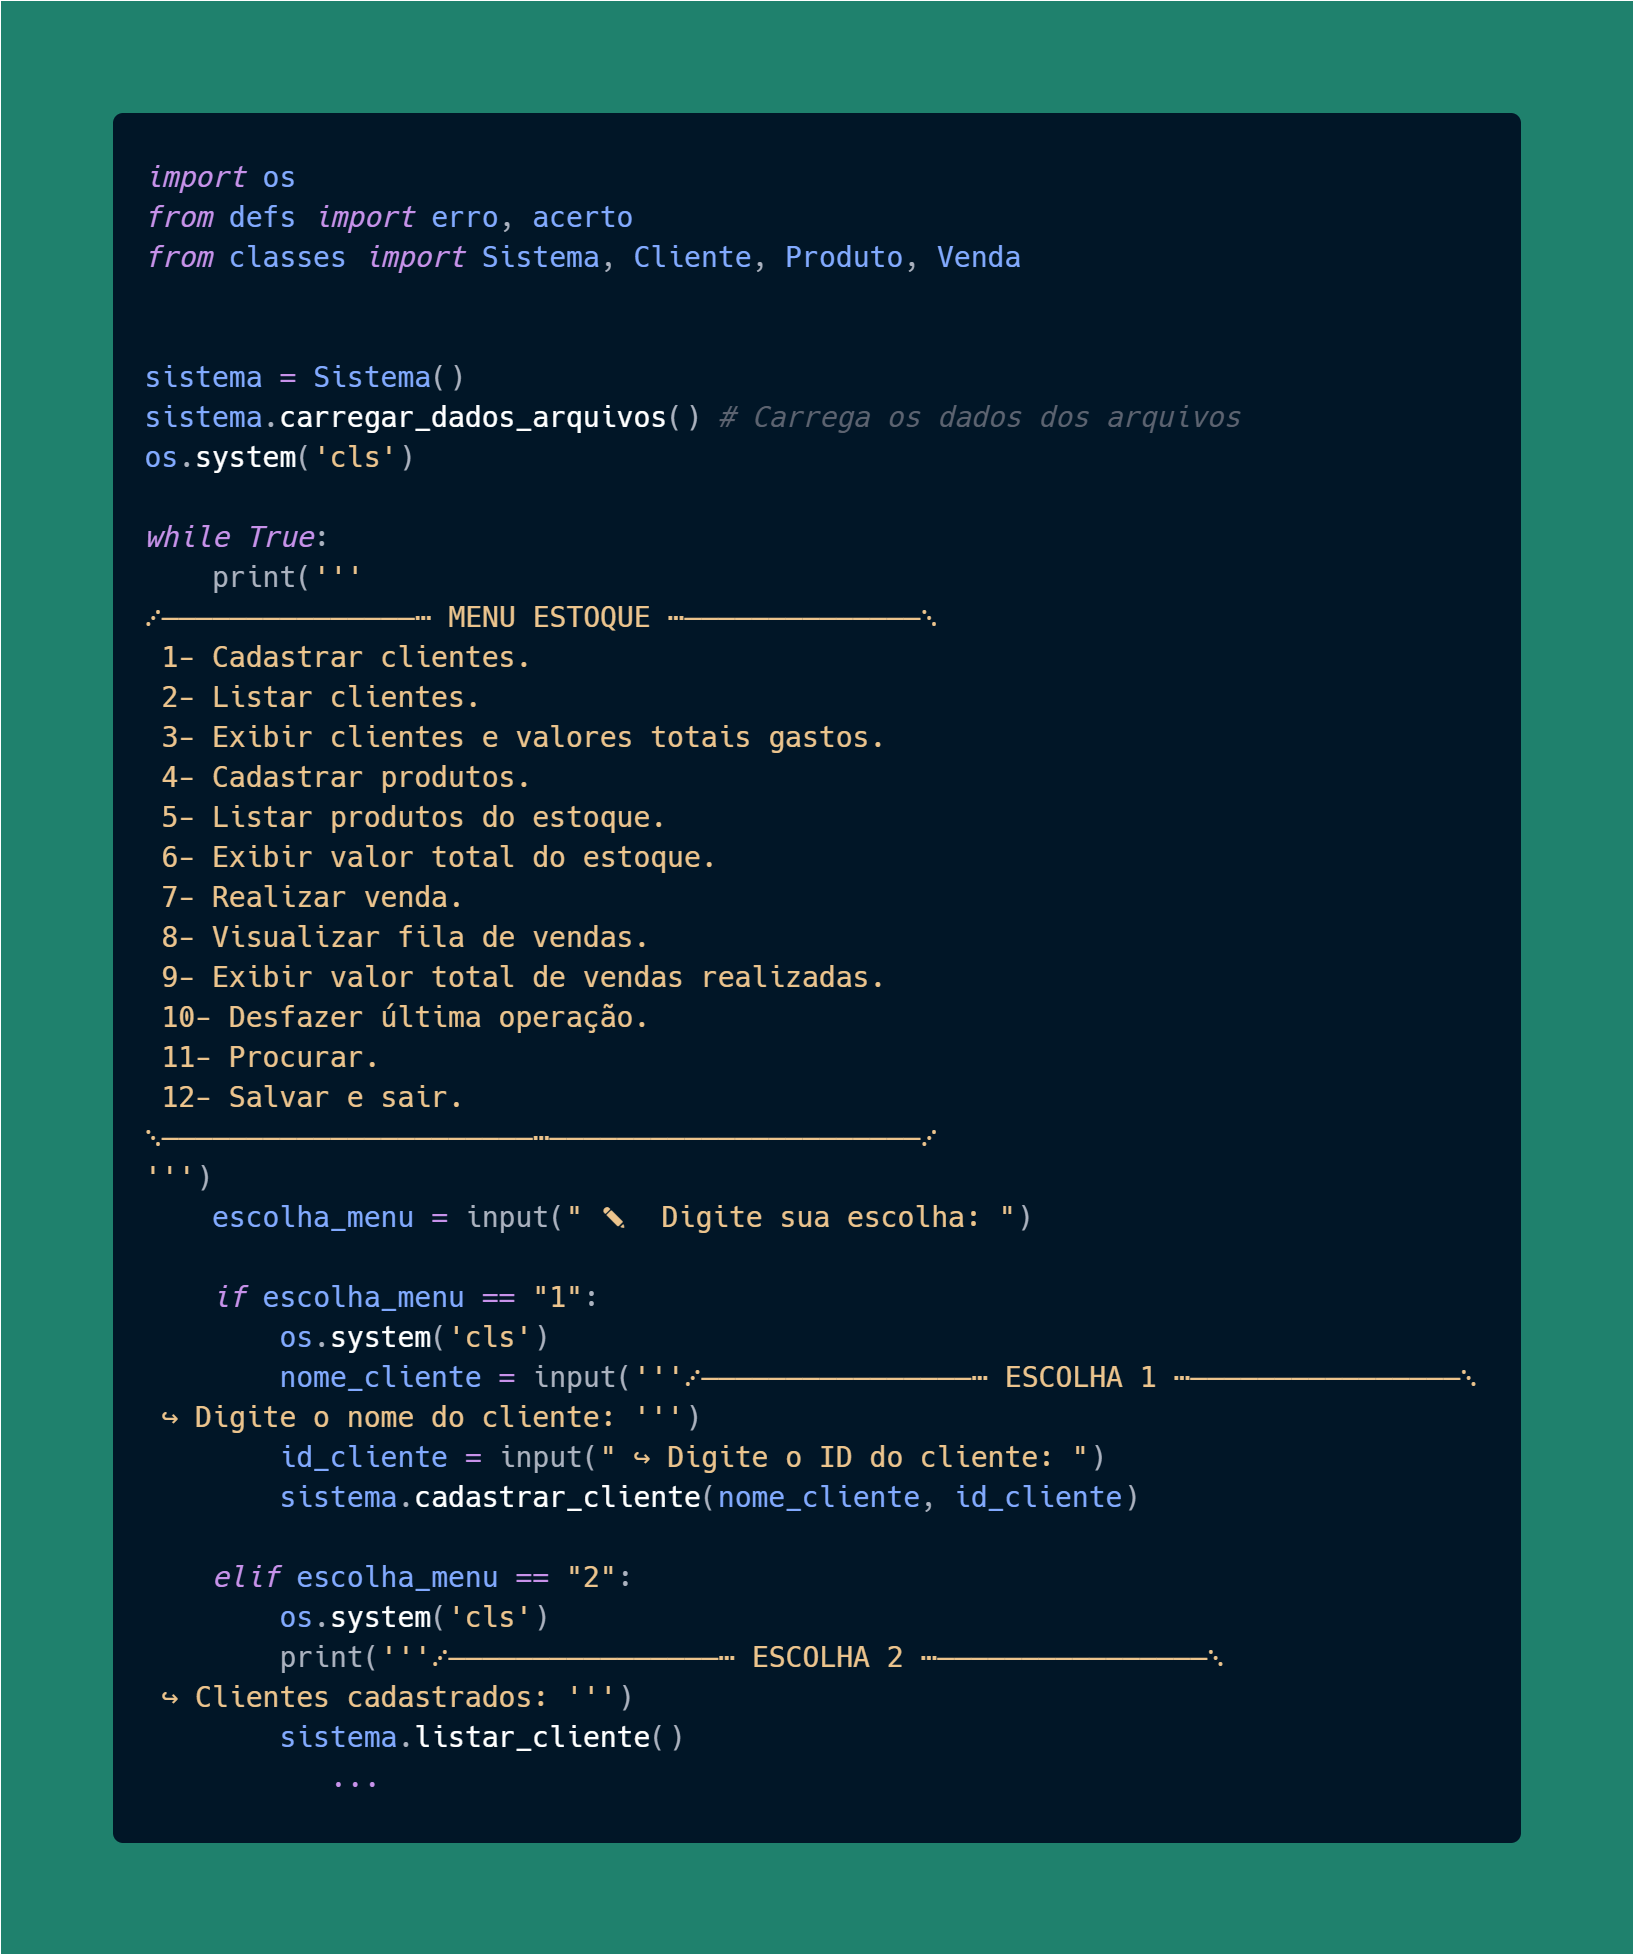 import os
from defs import erro, acerto
from classes import Sistema, Cliente, Produto, Venda
sistema = Sistema()
sistema.carregar_dados_arquivos() # Carrega os dados dos arquivos
os.system('cls')
while True:
    print('''
⋰───────────────┅ MENU ESTOQUE ┅──────────────⋱
 1- Cadastrar clientes.
 2- Listar clientes.
 3- Exibir clientes e valores totais gastos.
 4- Cadastrar produtos.
 5- Listar produtos do estoque.
 6- Exibir valor total do estoque.
 7- Realizar venda.
 8- Visualizar fila de vendas.
 9- Exibir valor total de vendas realizadas.
 10- Desfazer última operação.
 11- Procurar.
 12- Salvar e sair.
⋱──────────────────────┅──────────────────────⋰
''')
    escolha_menu = input(" ✎  Digite sua escolha: ")
    if escolha_menu == "1":
        os.system('cls')
        nome_cliente = input('''⋰────────────────┅ ESCOLHA 1 ┅────────────────⋱
 ↪ Digite o nome do cliente: ''')
        id_cliente = input(" ↪ Digite o ID do cliente: ")
        sistema.cadastrar_cliente(nome_cliente, id_cliente)
    elif escolha_menu == "2":
        os.system('cls')
        print('''⋰────────────────┅ ESCOLHA 2 ┅────────────────⋱
 ↪ Clientes cadastrados: ''')
        sistema.listar_cliente()
           ...